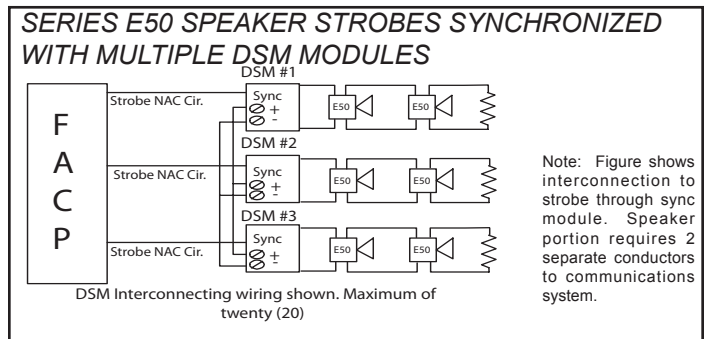 SERIES E50 SPEAKER STROBES SYNCHRONIZED
WITH MULTIPLE DSM MODULES
DSM #1
Strobe NAC Cir.
Sync
+
-
E50
E50
DSM #2
Strobe NAC Cir.
Sync
+
-
E50
E50
DSM #3
Strobe NAC Cir.
Sync
+
-
E50
E50
F
A
C
P
DSM Interconnecting wiring shown. Maximum of
twenty (20)
Note: Figure shows
interconnection to
strobe through sync
module. Speaker
portion requires 2
separate conductors
to communications
system.